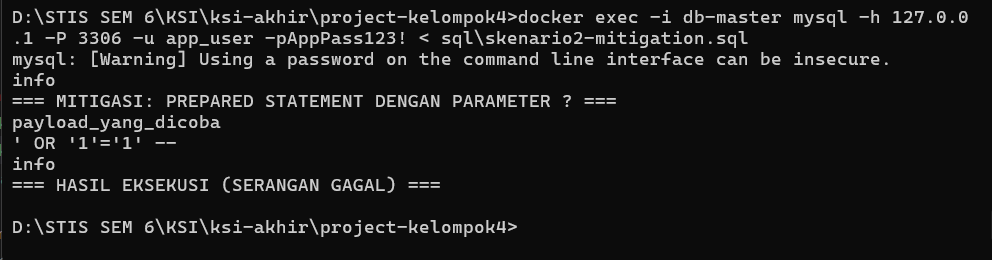 D:\STIS SEM 6\KSI\ksi-akhir\project-kelompok4>docker exec -i db-master mysql -h 127.0.0
.1 -P 3306 -u app_user -pAppPass123! < sql\skenario2-mitigation.sql
mysql: [Warning] Using a password on the command line interface can be insecure.
info
=== MITIGASI: PREPARED STATEMENT DENGAN PARAMETER ? ===
payload_yang_dicoba
' OR '1'='1' --
info
=== HASIL EKSEKUSI (SERANGAN GAGAL) ===
D:\STIS SEM 6\KSI\ksi-akhir\project-kelompok4>